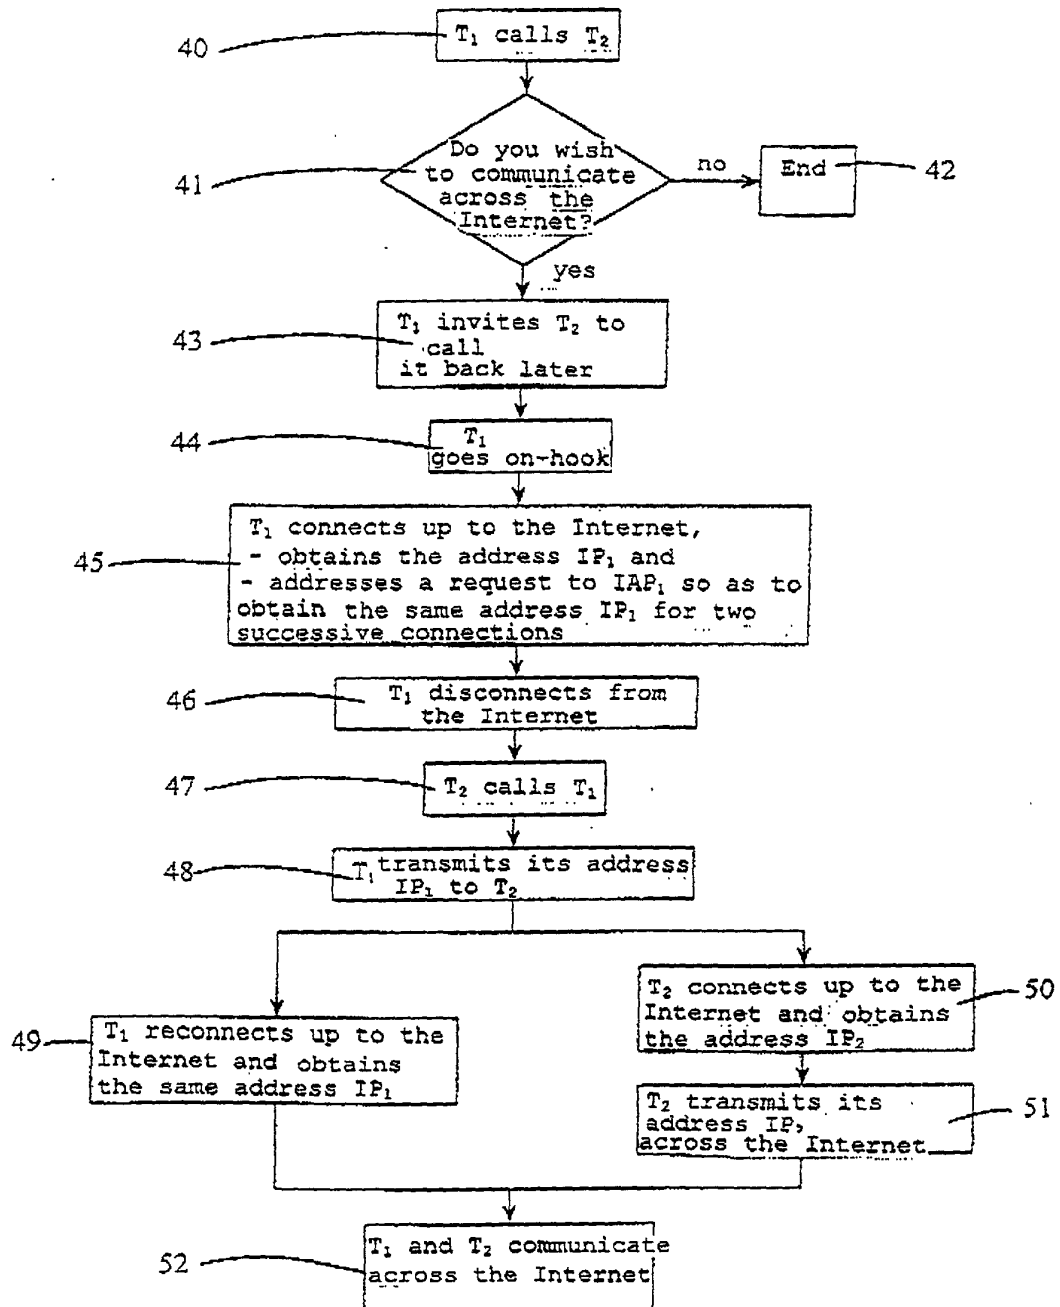 40
T₁ calls T₂
41
Do you wish
to communicate
across the
Internet?
no
End
42
yes
43
T₁ invites T₂ to
call
it back later
44
T₁
goes on-hook
45
T₁ connects up to the Internet,
- obtains the address IP₁ and
- addresses a request to IAP₁ so as to
obtain the same address IP₁ for two
successive connections
46
T₁ disconnects from
the Internet
47
T₂ calls T₁
48
T₁ transmits its address
IP₁ to T₂
49
T₁ reconnects up to the
Internet and obtains
the same address IP₁
T₂ connects up to the
Internet and obtains
the address IP₂
50
T₂ transmits its
address IP₂
across the Internet
51
52
T₁ and T₂ communicate
across the Internet